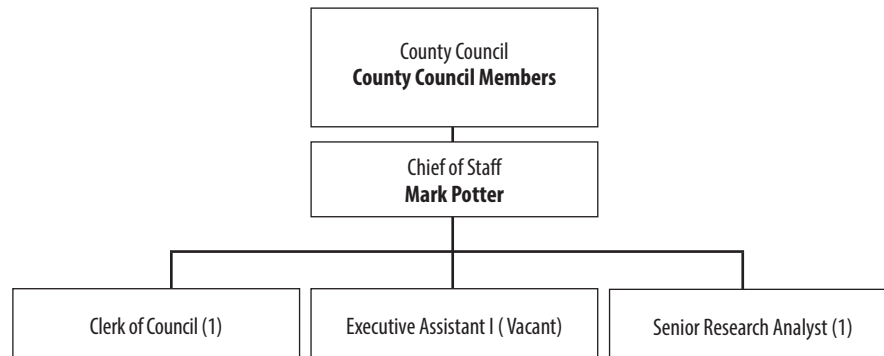 County Council
County Council Members
Chief of Staff
Mark Potter
Clerk of Council (1)
Executive Assistant I ( Vacant)
Senior Research Analyst (1)